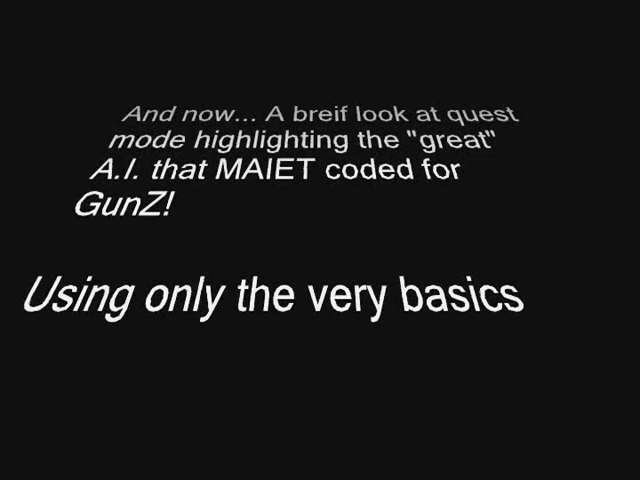 And now... A breif look at quest
mode highlighting the "great"
A.I. that MAIET coded for
GunZ!
Using only the very basics